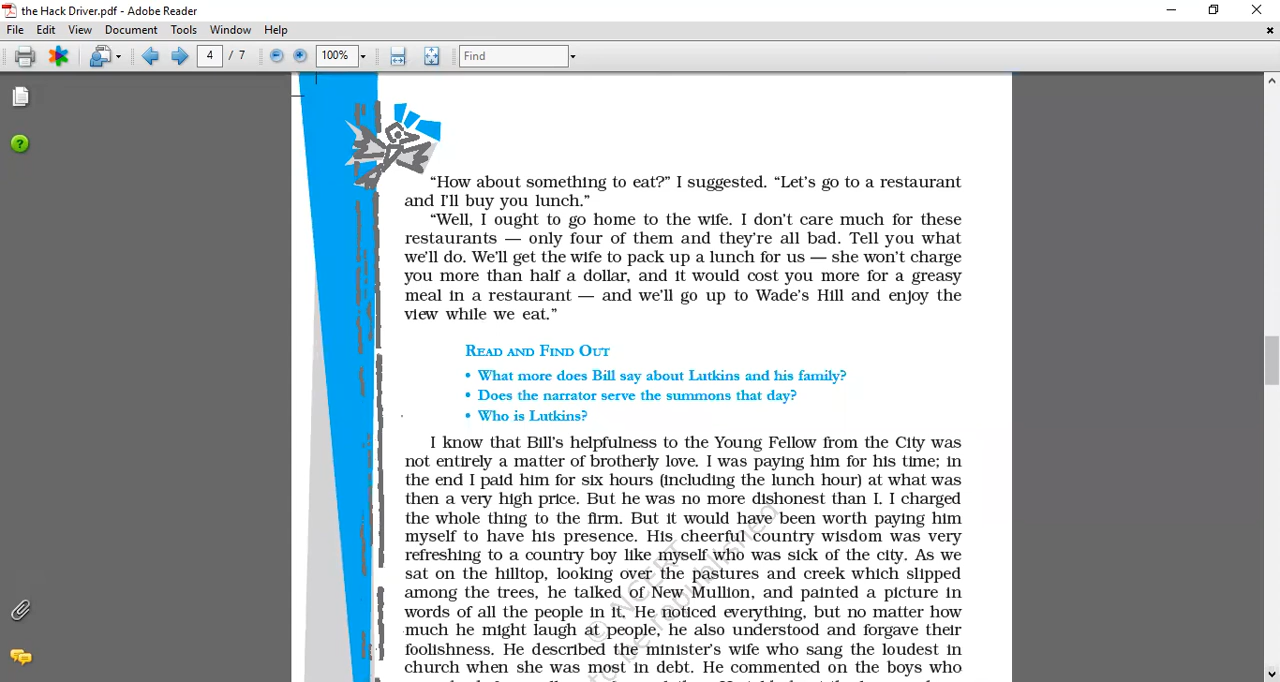 the Hack Driver.pdf - Adobe Reader
File Edit View Document Tools Window Help
4 / 7 100% Find
“How about something to eat?” I suggested. “Let’s go to a restaurant
and I’ll buy you lunch.”
“Well, I ought to go home to the wife. I don’t care much for these
restaurants — only four of them and they’re all bad. Tell you what
we’ll do. We’ll get the wife to pack up a lunch for us — she won’t charge
you more than half a dollar, and it would cost you more for a greasy
meal in a restaurant — and we’ll go up to Wade’s Hill and enjoy the
view while we eat.”
READ AND FIND OUT
• What more does Bill say about Lutkins and his family?
• Does the narrator serve the summons that day?
• Who is Lutkins?
I know that Bill’s helpfulness to the Young Fellow from the City was
not entirely a matter of brotherly love. I was paying him for his time; in
the end I paid him for six hours (including the lunch hour) at what was
then a very high price. But he was no more dishonest than I. I charged
the whole thing to the firm. But it would have been worth paying him
myself to have his presence. His cheerful country wisdom was very
refreshing to a country boy like myself who was sick of the city. As we
sat on the hilltop, looking over the pastures and creek which slipped
among the trees, he talked of New Mullion, and painted a picture in
words of all the people in it. He noticed everything, but no matter how
much he might laugh at people, he also understood and forgave their
foolishness. He described the minister’s wife who sang the loudest in
church when she was most in debt. He commented on the boys who
© NCERT
to be republished